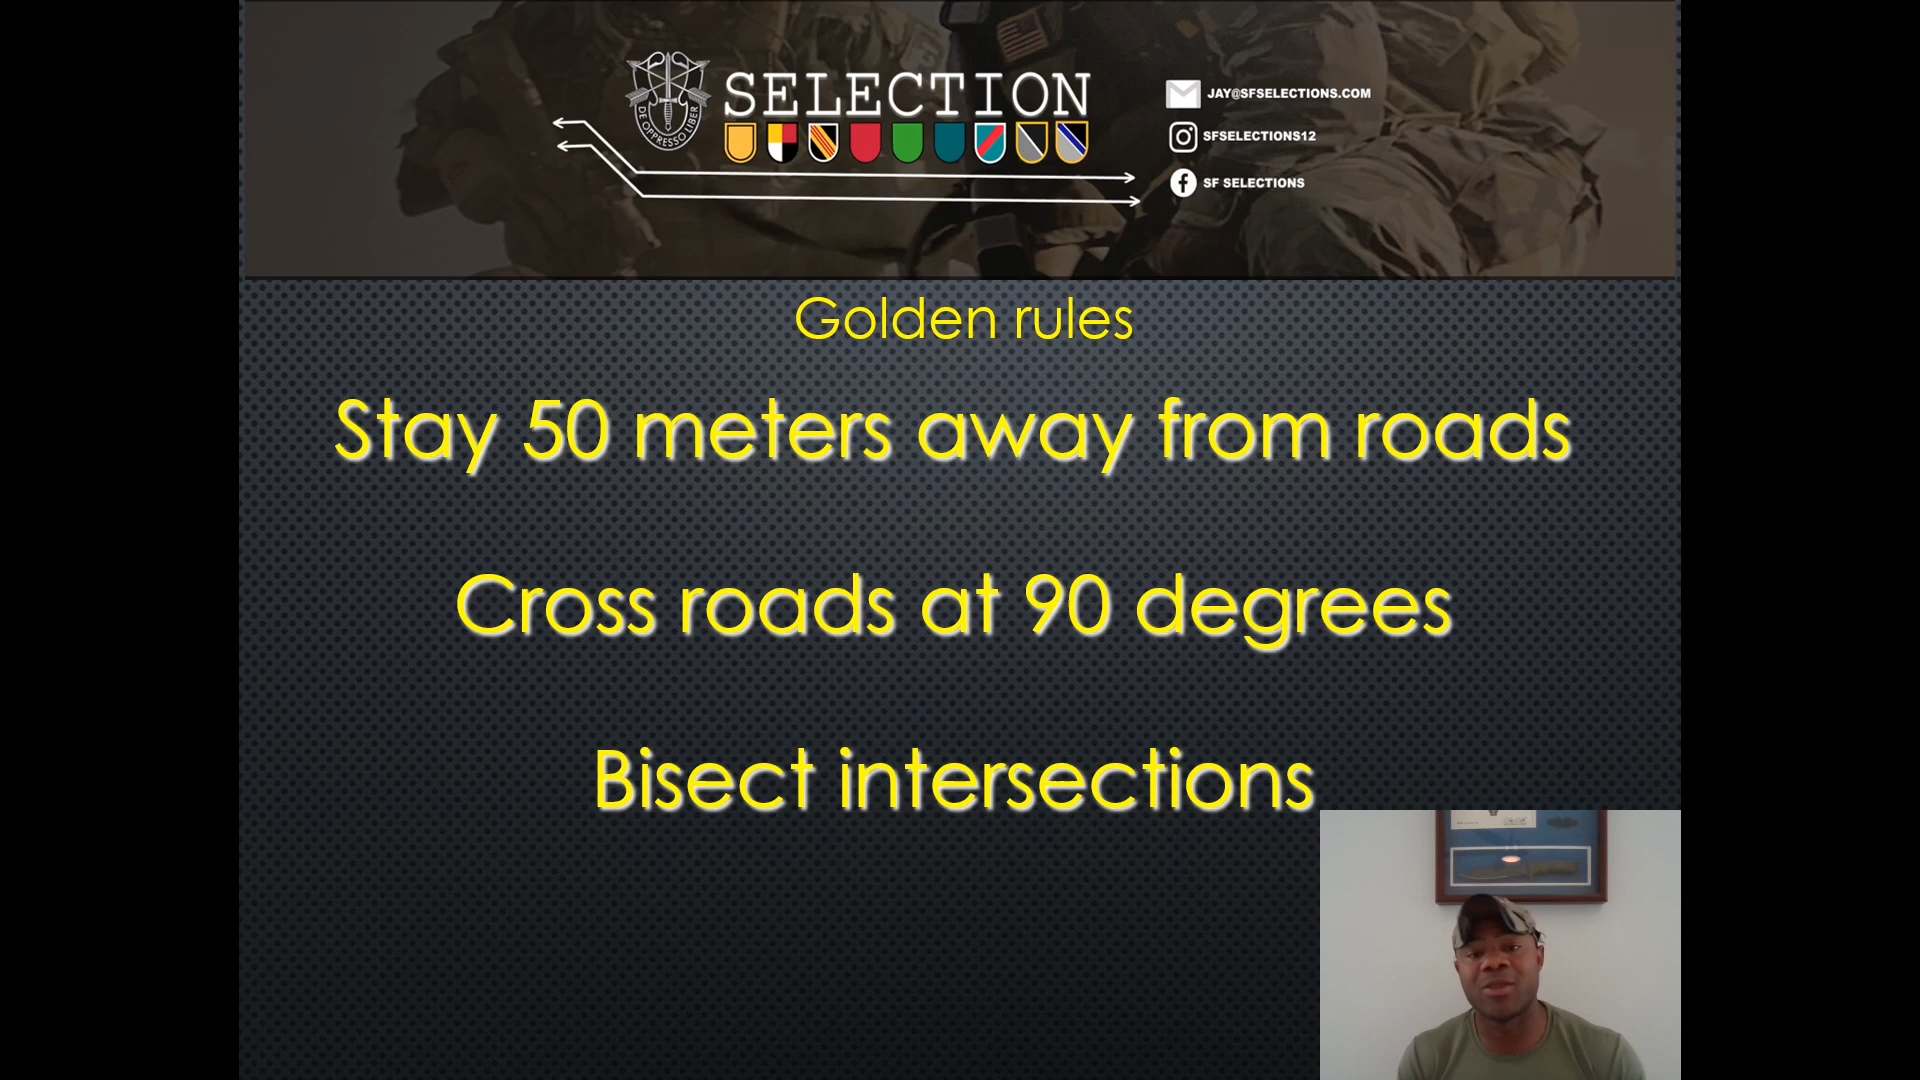 SELECTION
DE OPPRESSO LIBER
JAY@SFSELECTIONS.COM
SFSELECTIONS12
SF SELECTIONS
Golden rules
Stay 50 meters away from roads
Cross roads at 90 degrees
Bisect intersections